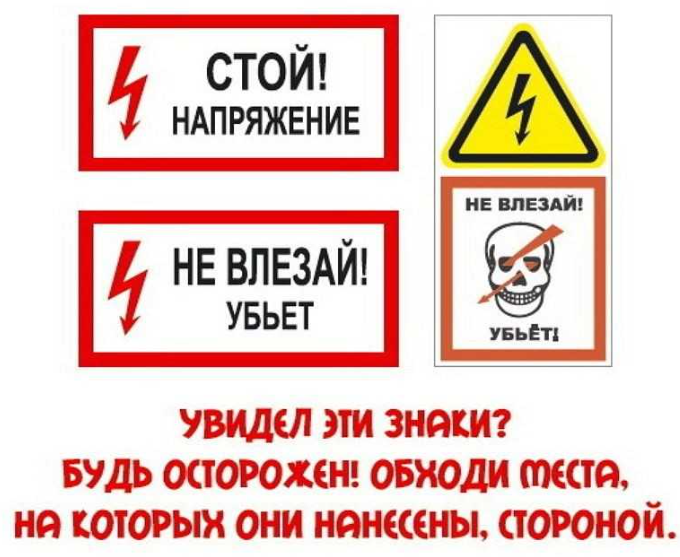 СТОЙ!
НАПРЯЖЕНИЕ
НЕ ВЛЕЗАЙ!
УБЬЕТ
НЕ ВЛЕЗАЙ!
УБЬЁТ!
УВИДЕЛ ЭТИ ЗНАКИ?
БУДЬ ОСТОРОЖЕН! ОБХОДИ МЕСТА,
НА КОТОРЫХ ОНИ НАНЕСЕНЫ, СТОРОНОЙ.